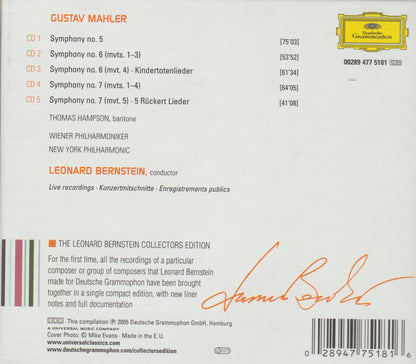 GUSTAV MAHLER
Deutsche
Grammophon
CD 1 Symphony no. 5 [75'03]
CD 2 Symphony no. 6 (mvts. 1–3) [53'52]
00289 477 5181
CD 3 Symphony no. 6 (mvt. 4) · Kindertotenlieder [61'34]
CD 4 Symphony no. 7 (mvts. 1–4) [64'05]
CD 5 Symphony no. 7 (mvt. 5) · 5 Rückert Lieder [41'08]
THOMAS HAMPSON, baritone
WIENER PHILHARMONIKER
NEW YORK PHILHARMONIC
LEONARD BERNSTEIN, conductor
Live recordings · Konzertmitschnitte · Enregistrements publics
THE LEONARD BERNSTEIN COLLECTORS EDITION
For the first time, all the recordings of a particular
composer or group of composers that Leonard Bernstein
made for Deutsche Grammophon have been
brought together in a single compact edition, with new liner
notes and full documentation
This compilation ℗ 2005 Deutsche Grammophon GmbH, Hamburg
A UNIVERSAL MUSIC COMPANY
Cover Photo: © Mike Evans · Made in the E.U.
www.universalclassics.com
www.deutschegrammophon.com/collectorsedition
0 28947 75181